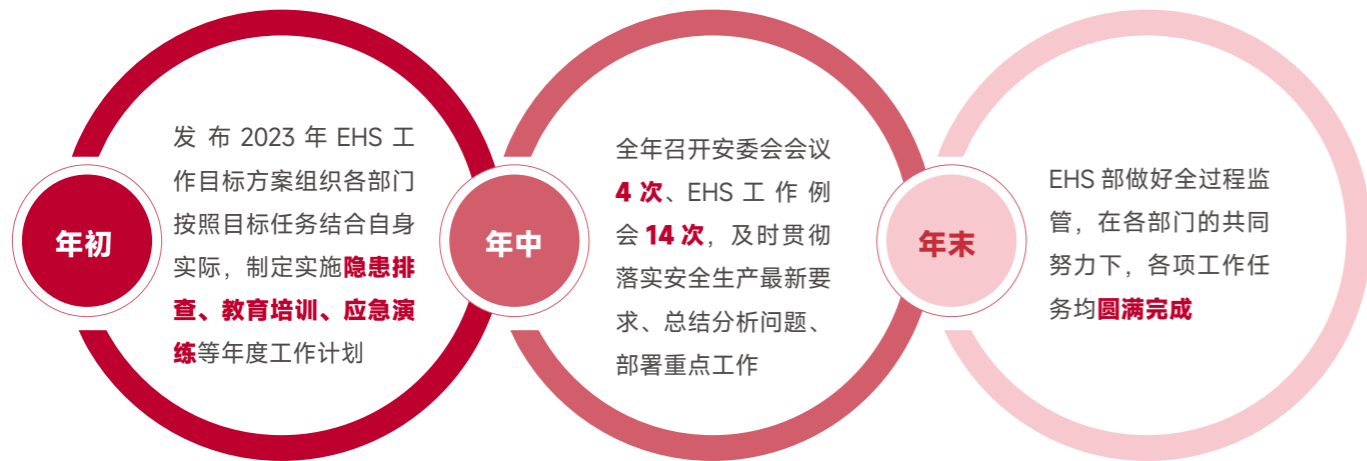 年初
发布 2023 年 EHS 工
作目标方案组织各部门
按照目标任务结合自身
实际，制定实施隐患排
查、教育培训、应急演
练等年度工作计划
年中
全年召开安委会会议
4 次、EHS 工作例
会 14 次，及时贯彻
落实安全生产最新要
求、总结分析问题、
部署重点工作
年末
EHS 部做好全过程监
管，在各部门的共同
努力下，各项工作任
务均圆满完成